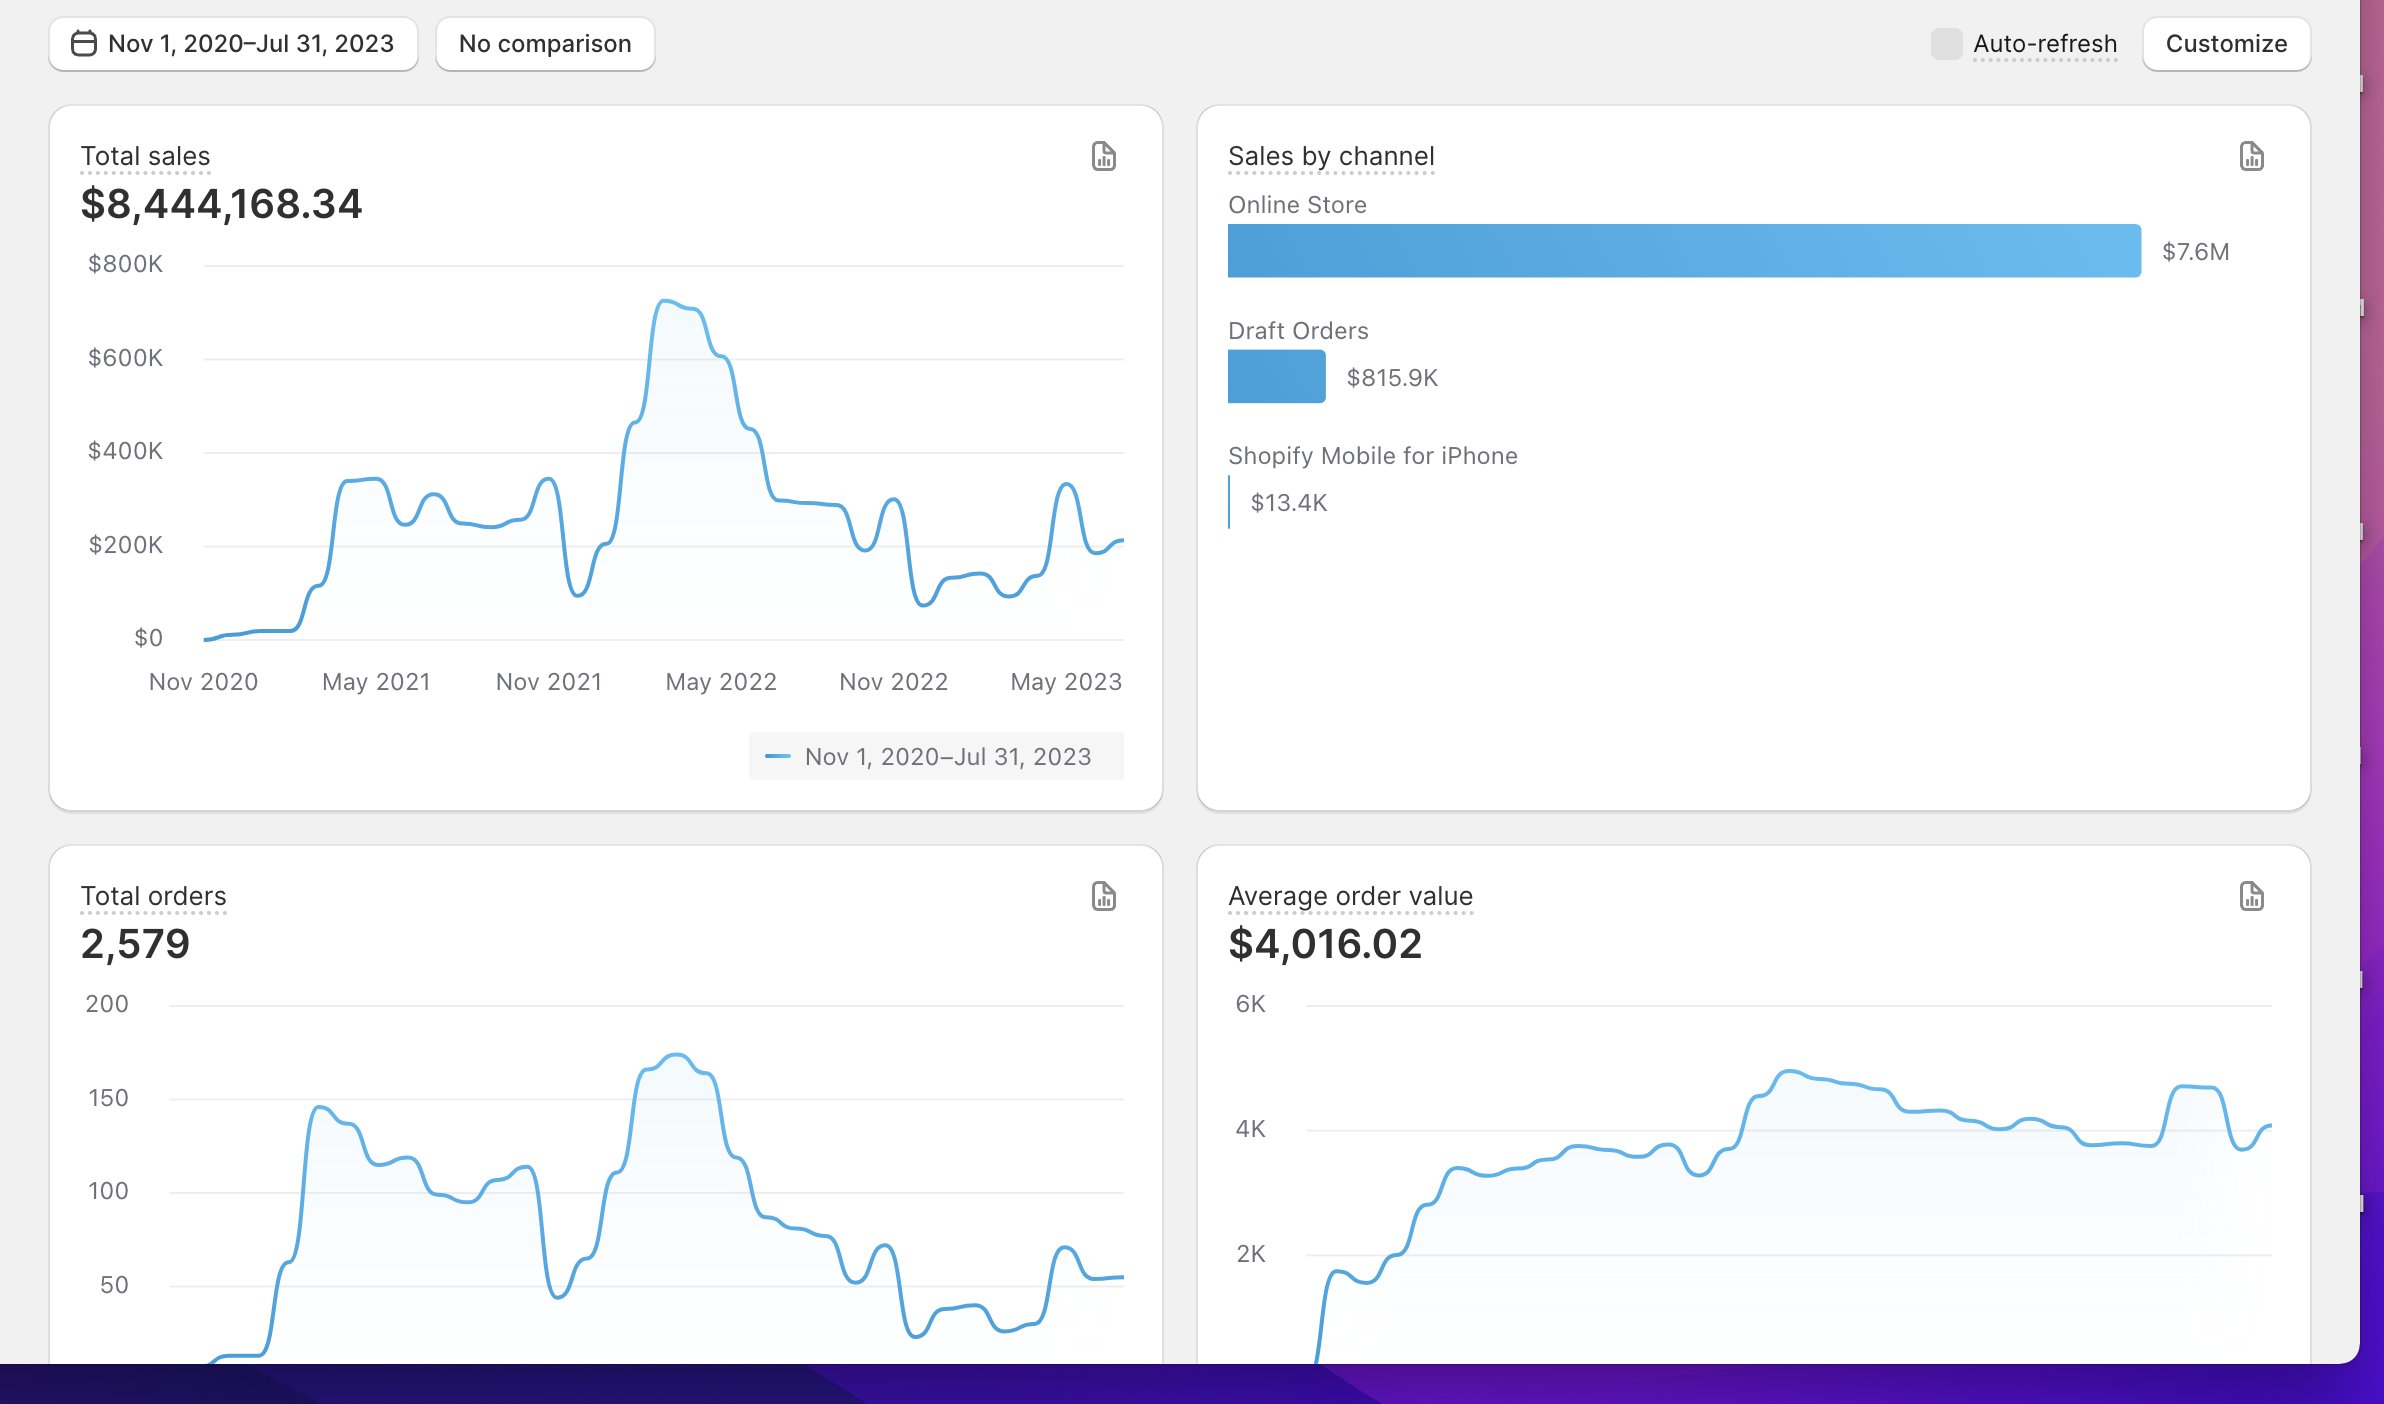 Nov 1, 2020–Jul 31, 2023
No comparison
Auto-refresh
Customize
Total sales
$8,444,168.34
$800K
$600K
$400K
$200K
$0
Nov 2020 May 2021 Nov 2021 May 2022 Nov 2022 May 2023
Nov 1, 2020–Jul 31, 2023
Sales by channel
Online Store
$7.6M
Draft Orders
$815.9K
Shopify Mobile for iPhone
$13.4K
Total orders
2,579
200
150
100
50
Average order value
$4,016.02
6K
4K
2K